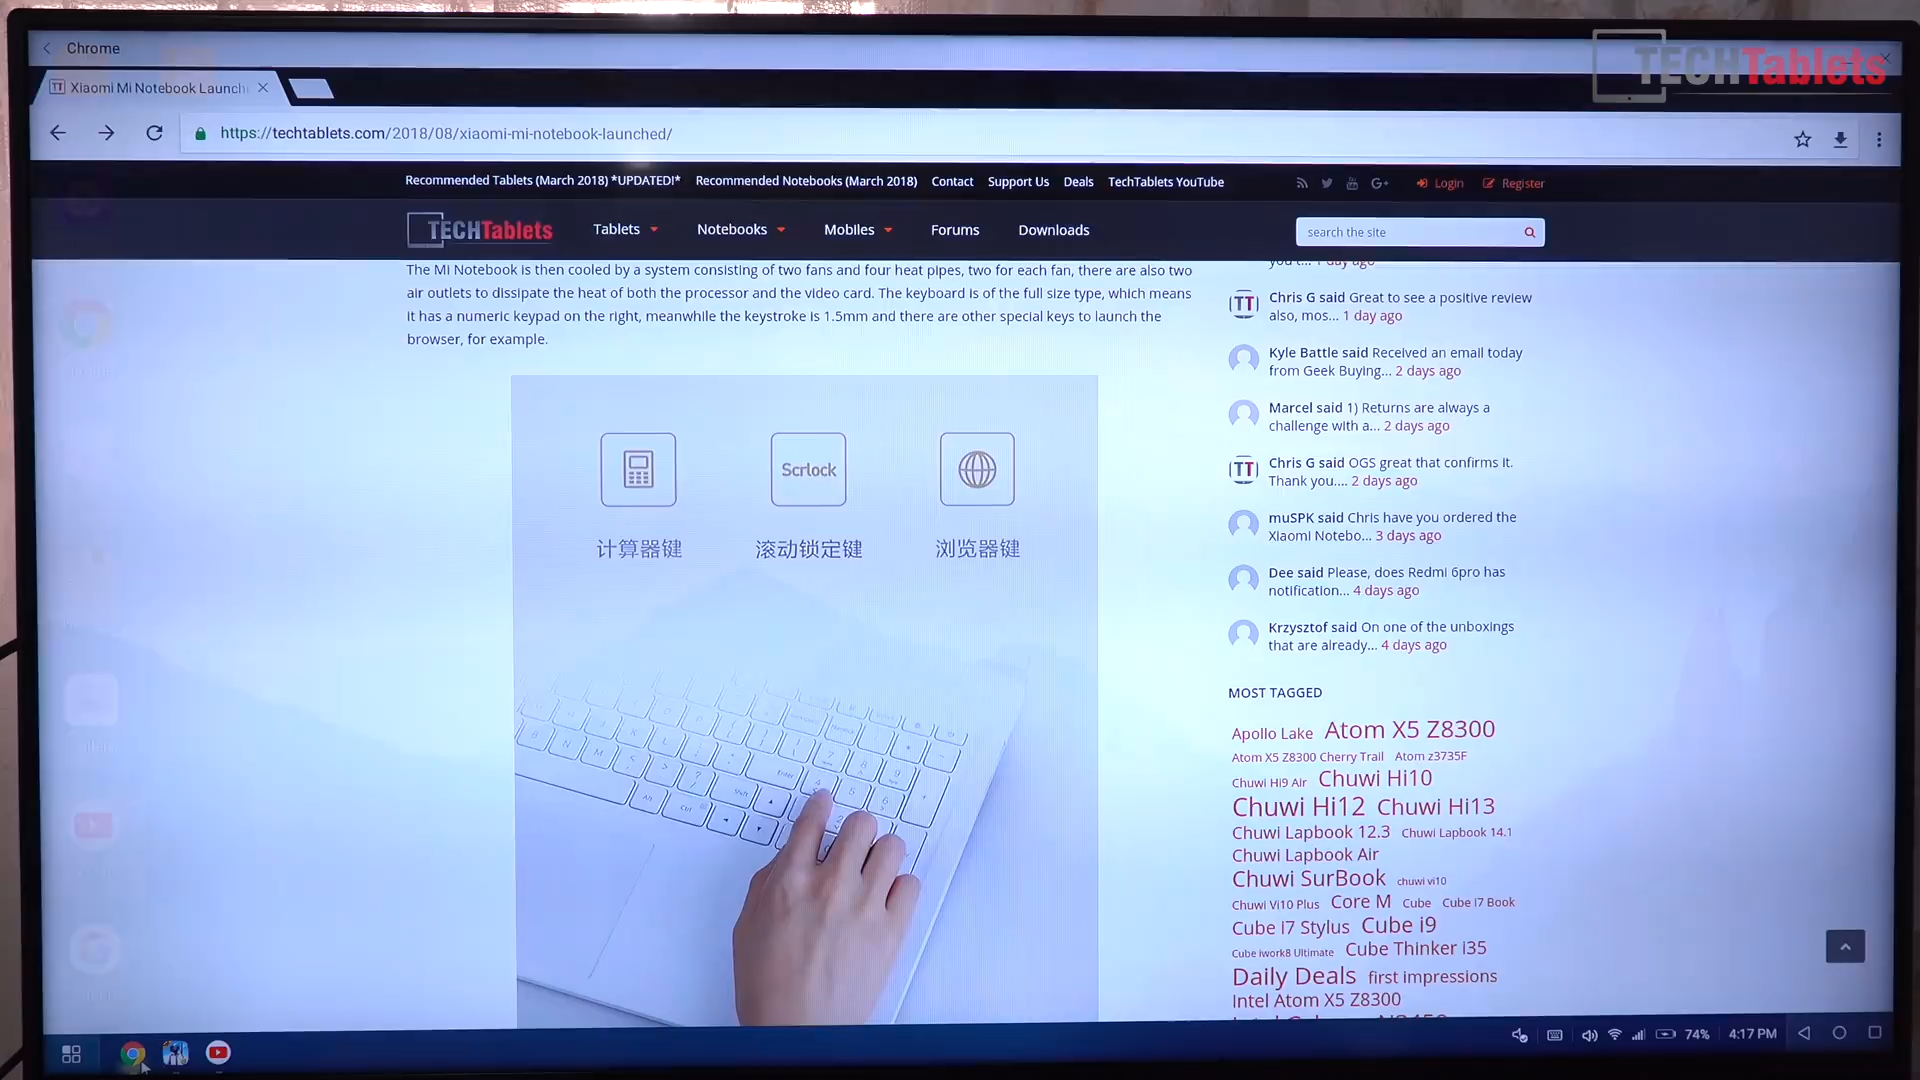 Chrome
TECHTablets
Xiaomi Mi Notebook Launch
https://techtablets.com/2018/08/xiaomi-mi-notebook-launched/
Recommended Tablets (March 2018) *UPDATED!* Recommended Notebooks (March 2018) Contact Support Us Deals TechTablets YouTube
Login Register
TECHTablets Tablets Notebooks Mobiles Forums Downloads
search the site
The Mi Notebook is then cooled by a system consisting of two fans and four heat pipes, two for each fan, there are also two
air outlets to dissipate the heat of both the processor and the video card. The keyboard is of the full size type, which means
it has a numeric keypad on the right, meanwhile the keystroke is 1.5mm and there are other special keys to launch the
browser, for example.
Scrlock
计算器键 滚动锁定键 浏览器键
you t... 1 day ago
Chris G said Great to see a positive review
also, mos... 1 day ago
Kyle Battle said Received an email today
from Geek Buying... 2 days ago
Marcel said 1) Returns are always a
challenge with a... 2 days ago
Chris G said OGS great that confirms it.
Thank you.... 2 days ago
muSPK said Chris have you ordered the
Xiaomi Notebo... 3 days ago
Dee said Please, does Redmi 6pro has
notification... 4 days ago
Krzysztof said On one of the unboxings
that are already... 4 days ago
MOST TAGGED
Apollo Lake Atom X5 Z8300
Atom X5 Z8300 Cherry Trail Atom z3735F
Chuwi Hi9 Air Chuwi Hi10
Chuwi Hi12 Chuwi Hi13
Chuwi Lapbook 12.3 Chuwi Lapbook 14.1
Chuwi Lapbook Air
Chuwi SurBook chuwi vi10
Chuwi Vi10 Plus Core M Cube Cube i7 Book
Cube i7 Stylus Cube i9
Cube iwork8 Ultimate Cube Thinker i35
Daily Deals first impressions
Intel Atom X5 Z8300
74% 4:17 PM